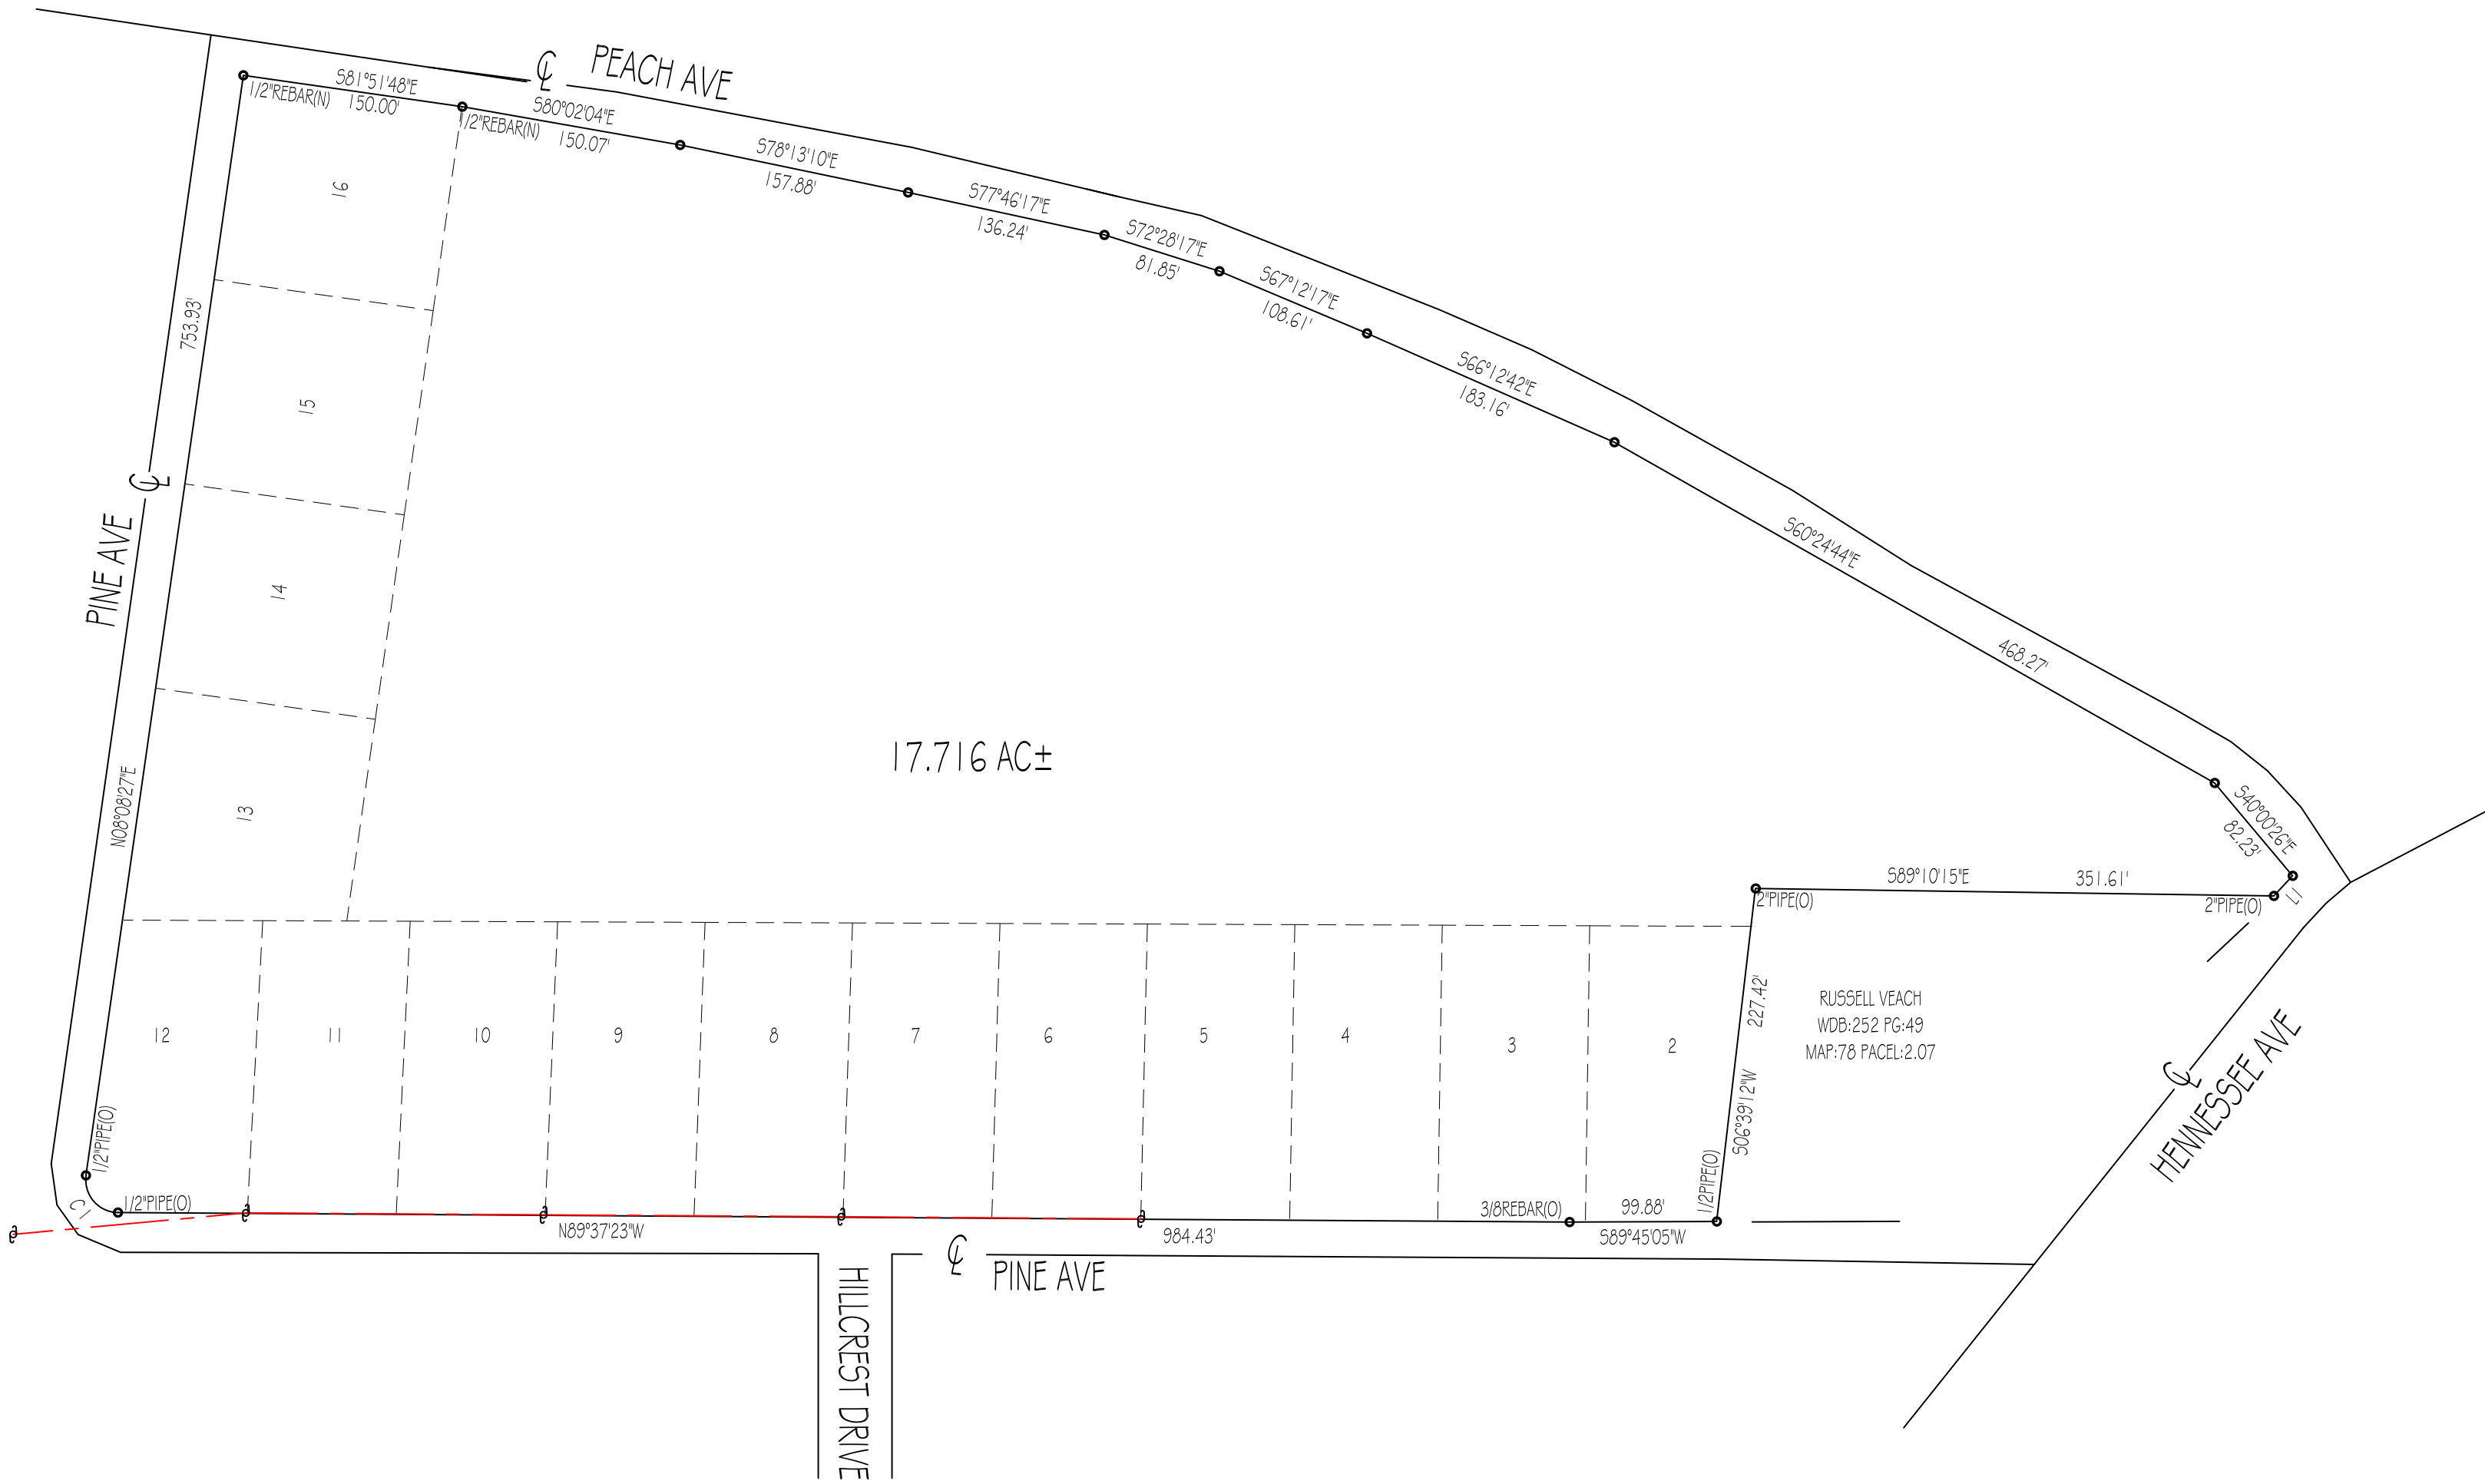 ℄ PEACH AVE
S81°51'48"E
1/2"REBAR(N) 150.00'
S80°02'04"E
1/2"REBAR(N) 150.07'
S78°13'10"E
157.88'
S77°46'17"E
136.24'
S72°28'17"E
81.85'
S67°12'17"E
108.61'
S66°12'42"E
183.16'
S60°24'44"E
468.27'
S40°00'26"E
82.23'
L1
16
15
14
13
753.93'
℄
PINE AVE
N08°08'27"E
17.716 AC±
S89°10'15"E 351.61'
2"PIPE(O)
2"PIPE(O)
227.42'
S06°39'12"W
RUSSELL VEACH
WDB:252 PG:49
MAP:78 PACEL:2.07
12 11 10 9 8 7 6 5 4 3 2
℄
HENNESSEE AVE
1/2"PIPE(O)
C1
1/2"PIPE(O)
N89°37'23"W
984.43'
3/8REBAR(O)
99.88'
S89°45'05"W
1/2PIPE(O)
℄
PINE AVE
HILLCREST DRIVE